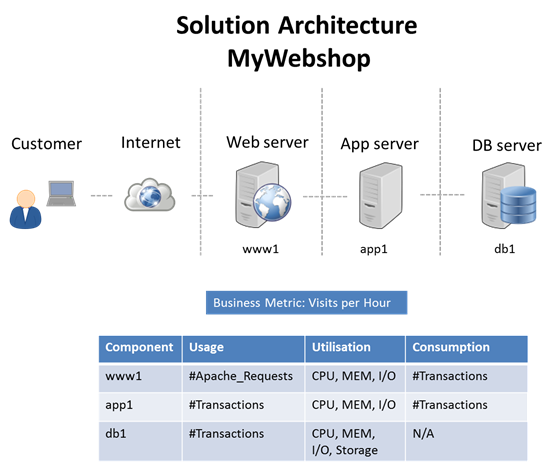 Solution Architecture
MyWebshop
Customer
Internet
Web server
App server
DB server
www1
app1
db1
Business Metric: Visits per Hour
Component Usage Utilisation Consumption
www1 #Apache_Requests CPU, MEM, I/O #Transactions
app1 #Transactions CPU, MEM, I/O #Transactions
db1 #Transactions CPU, MEM, N/A
I/O, Storage